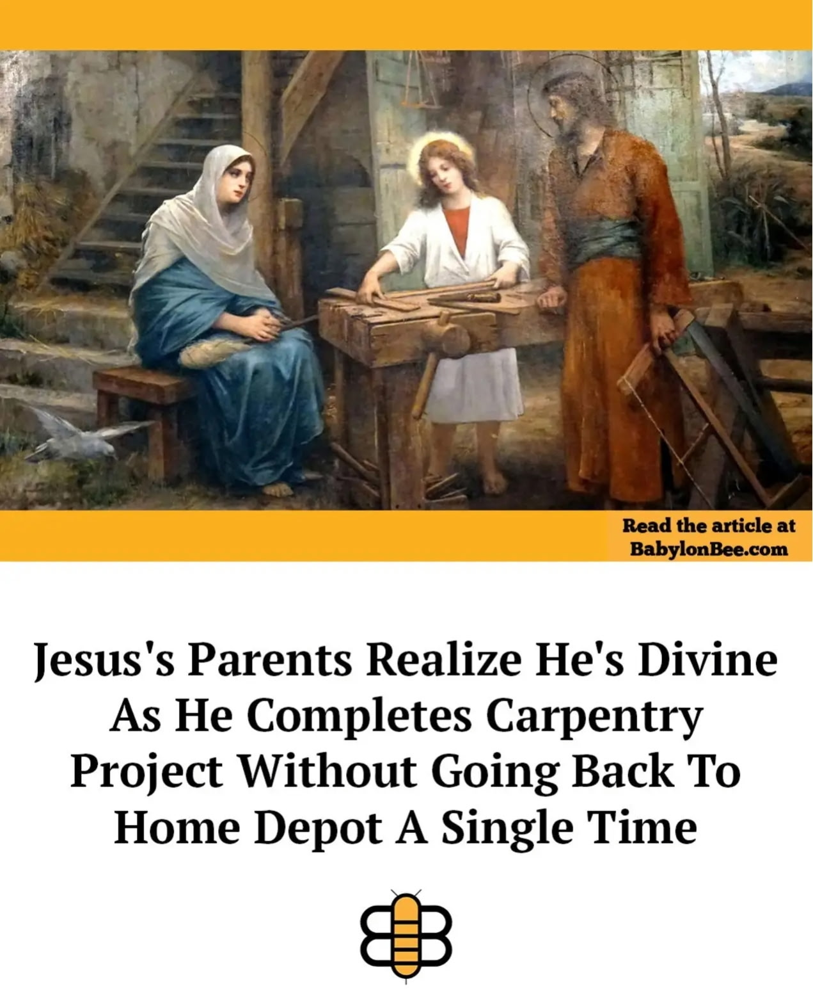 Read the article at
BabylonBee.com
Jesus's Parents Realize He's Divine
As He Completes Carpentry
Project Without Going Back To
Home Depot A Single Time